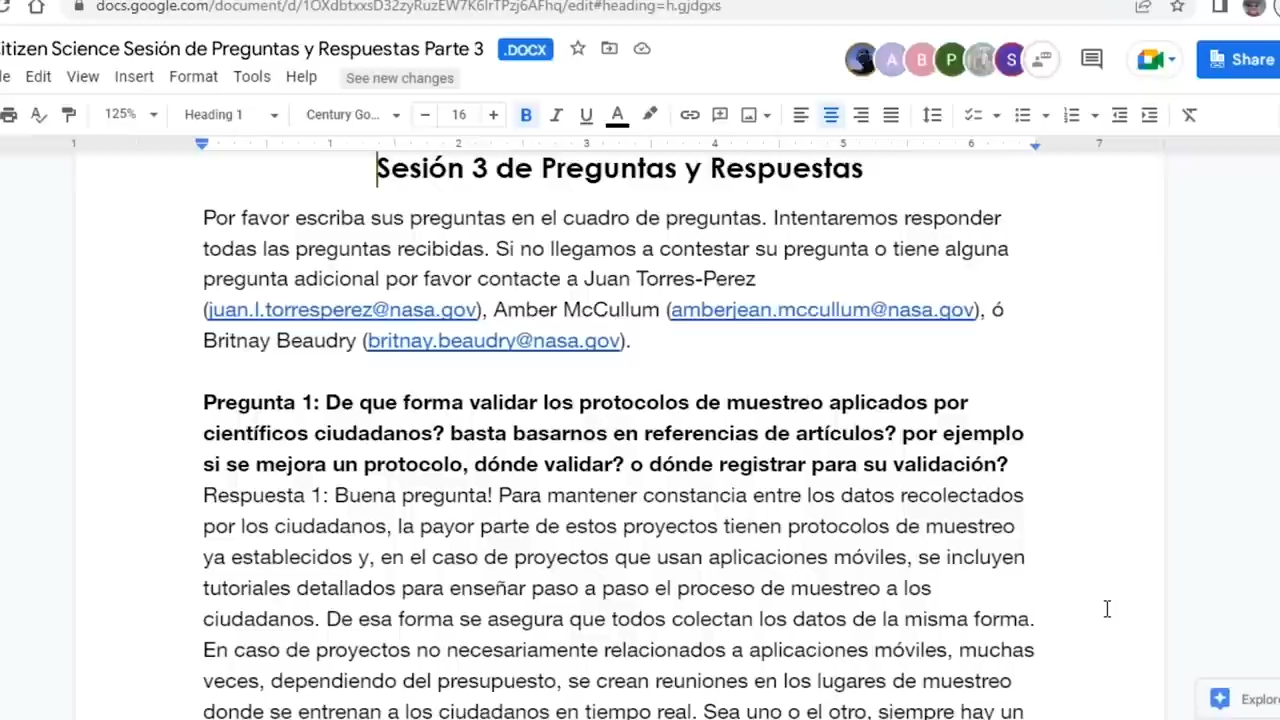 docs.google.com/document/d/1OXdbtxxsD32zyRuzEW7K6IrTPzj6AFhq/edit#heading=h.gjdgxs
itizen Science Sesión de Preguntas y Respuestas Parte 3 .DOCX
A B P S Share
le Edit View Insert Format Tools Help See new changes
125% Heading 1 Century Go... − 16 + B I U A
1 1 2 3 4 5 6 7
Sesión 3 de Preguntas y Respuestas
Por favor escriba sus preguntas en el cuadro de preguntas. Intentaremos responder
todas las preguntas recibidas. Si no llegamos a contestar su pregunta o tiene alguna
pregunta adicional por favor contacte a Juan Torres-Perez
(juan.l.torresperez@nasa.gov), Amber McCullum (amberjean.mccullum@nasa.gov), ó
Britnay Beaudry (britnay.beaudry@nasa.gov).
Pregunta 1: De que forma validar los protocolos de muestreo aplicados por
científicos ciudadanos? basta basarnos en referencias de artículos? por ejemplo
si se mejora un protocolo, dónde validar? o dónde registrar para su validación?
Respuesta 1: Buena pregunta! Para mantener constancia entre los datos recolectados
por los ciudadanos, la payor parte de estos proyectos tienen protocolos de muestreo
ya establecidos y, en el caso de proyectos que usan aplicaciones móviles, se incluyen
tutoriales detallados para enseñar paso a paso el proceso de muestreo a los
ciudadanos. De esa forma se asegura que todos colectan los datos de la misma forma.
En caso de proyectos no necesariamente relacionados a aplicaciones móviles, muchas
veces, dependiendo del presupuesto, se crean reuniones en los lugares de muestreo
donde se entrenan a los ciudadanos en tiempo real. Sea uno o el otro, siempre hay un
Explore